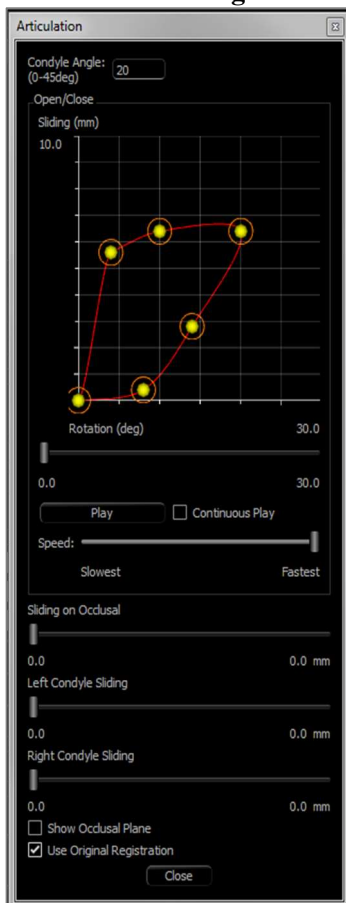 Articulation
Condyle Angle:
(0-45deg)
20
Open/Close
Sliding (mm)
10.0
Rotation (deg)
30.0
0.0
30.0
Play
Continuous Play
Speed:
Slowest
Fastest
Sliding on Occlusal
0.0
0.0 mm
Left Condyle Sliding
0.0
0.0 mm
Right Condyle Sliding
0.0
0.0 mm
Show Occlusal Plane
Use Original Registration
Close